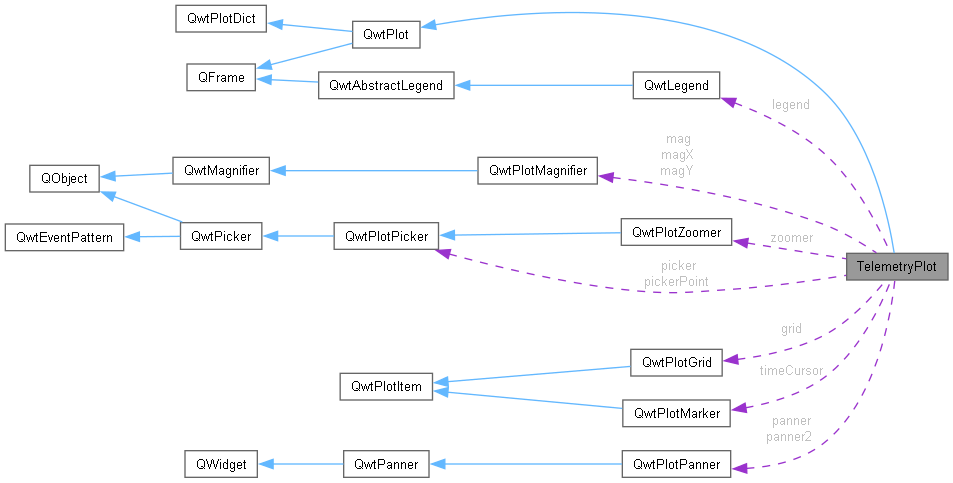 QwtPlotDict
QwtPlot
QFrame
QwtAbstractLegend
QwtLegend
legend
mag
magX
magY
QObject
QwtMagnifier
QwtPlotMagnifier
QwtEventPattern
QwtPicker
QwtPlotPicker
QwtPlotZoomer
zoomer
TelemetryPlot
picker
pickerPoint
grid
QwtPlotGrid
timeCursor
QwtPlotItem
QwtPlotMarker
panner
panner2
QWidget
QwtPanner
QwtPlotPanner